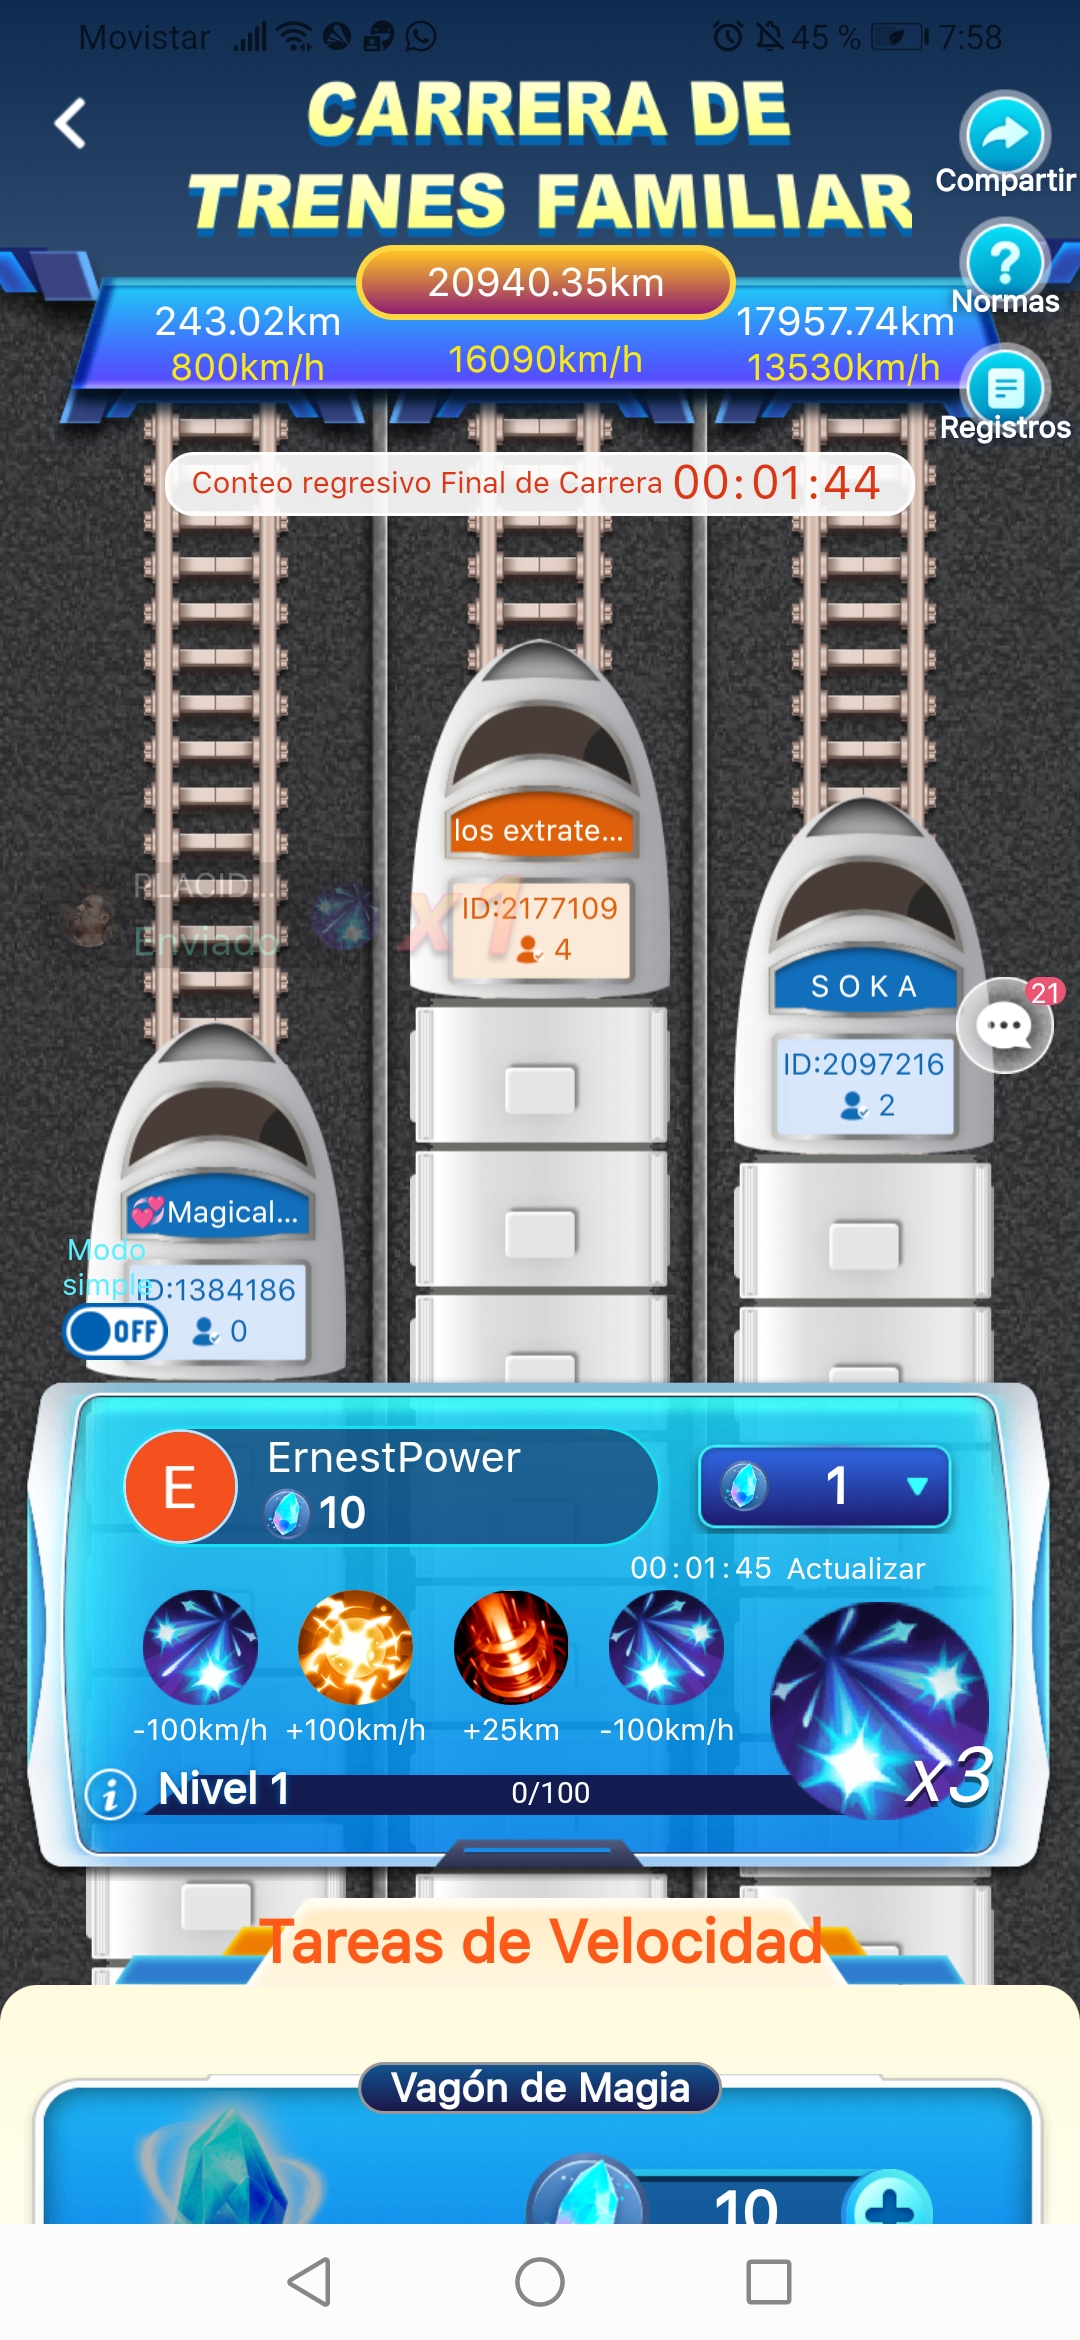 Movistar
45 %
7:58
CARRERA DE
TRENES FAMILIAR
Compartir
Normas
Registros
20940.35km
243.02km
17957.74km
800km/h
16090km/h
13530km/h
Conteo regresivo Final de Carrera 00:01:44
los extrate...
ID:2177109
4
PLACID...
Enviado
x1
S O K A
ID:2097216
2
21
💞Magical...
ID:1384186
0
Modo
simple
OFF
E
ErnestPower
10
1
00:01:45 Actualizar
-100km/h
+100km/h
+25km
-100km/h
x3
Nivel 1
0/100
Tareas de Velocidad
Vagón de Magia
10